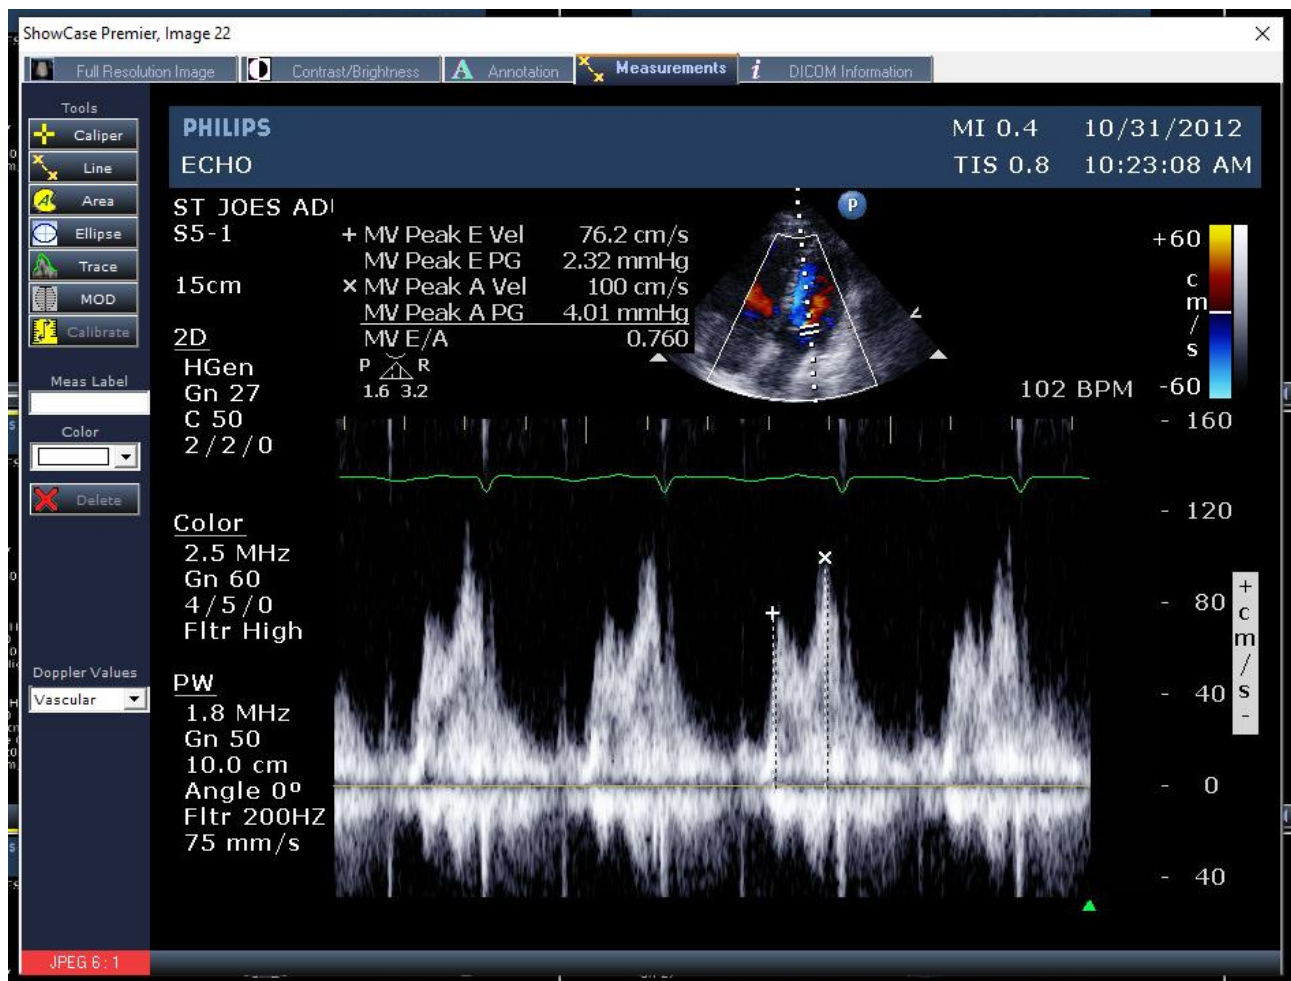 ShowCase Premier, Image 22
Full Resolution Image
Contrast/Brightness
A Annotation
Measurements
i DICOM Information
Tools
Caliper
Line
Area
Ellipse
Trace
MOD
Calibrate
Meas Label
Color
Delete
Doppler Values
Vascular
JPEG 6 : 1
PHILIPS
ECHO
MI 0.4 10/31/2012
TIS 0.8 10:23:08 AM
ST JOES
S5-1
15cm
2D
HGen
Gn 27
C 50
2/2/0
Color
2.5 MHz
Gn 60
4/5/0
Fltr High
PW
1.8 MHz
Gn 50
10.0 cm
Angle 0º
Fltr 200HZ
75 mm/s
+ MV Peak E Vel 76.2 cm/s
MV Peak E PG 2.32 mmHg
× MV Peak A Vel 100 cm/s
MV Peak A PG 4.01 mmHg
MV E/A 0.760
P R
1.6 3.2
P
+60
cm/s
-60
102 BPM
- 160
- 120
- 80
- 40
- 0
- 40
+cm/s-